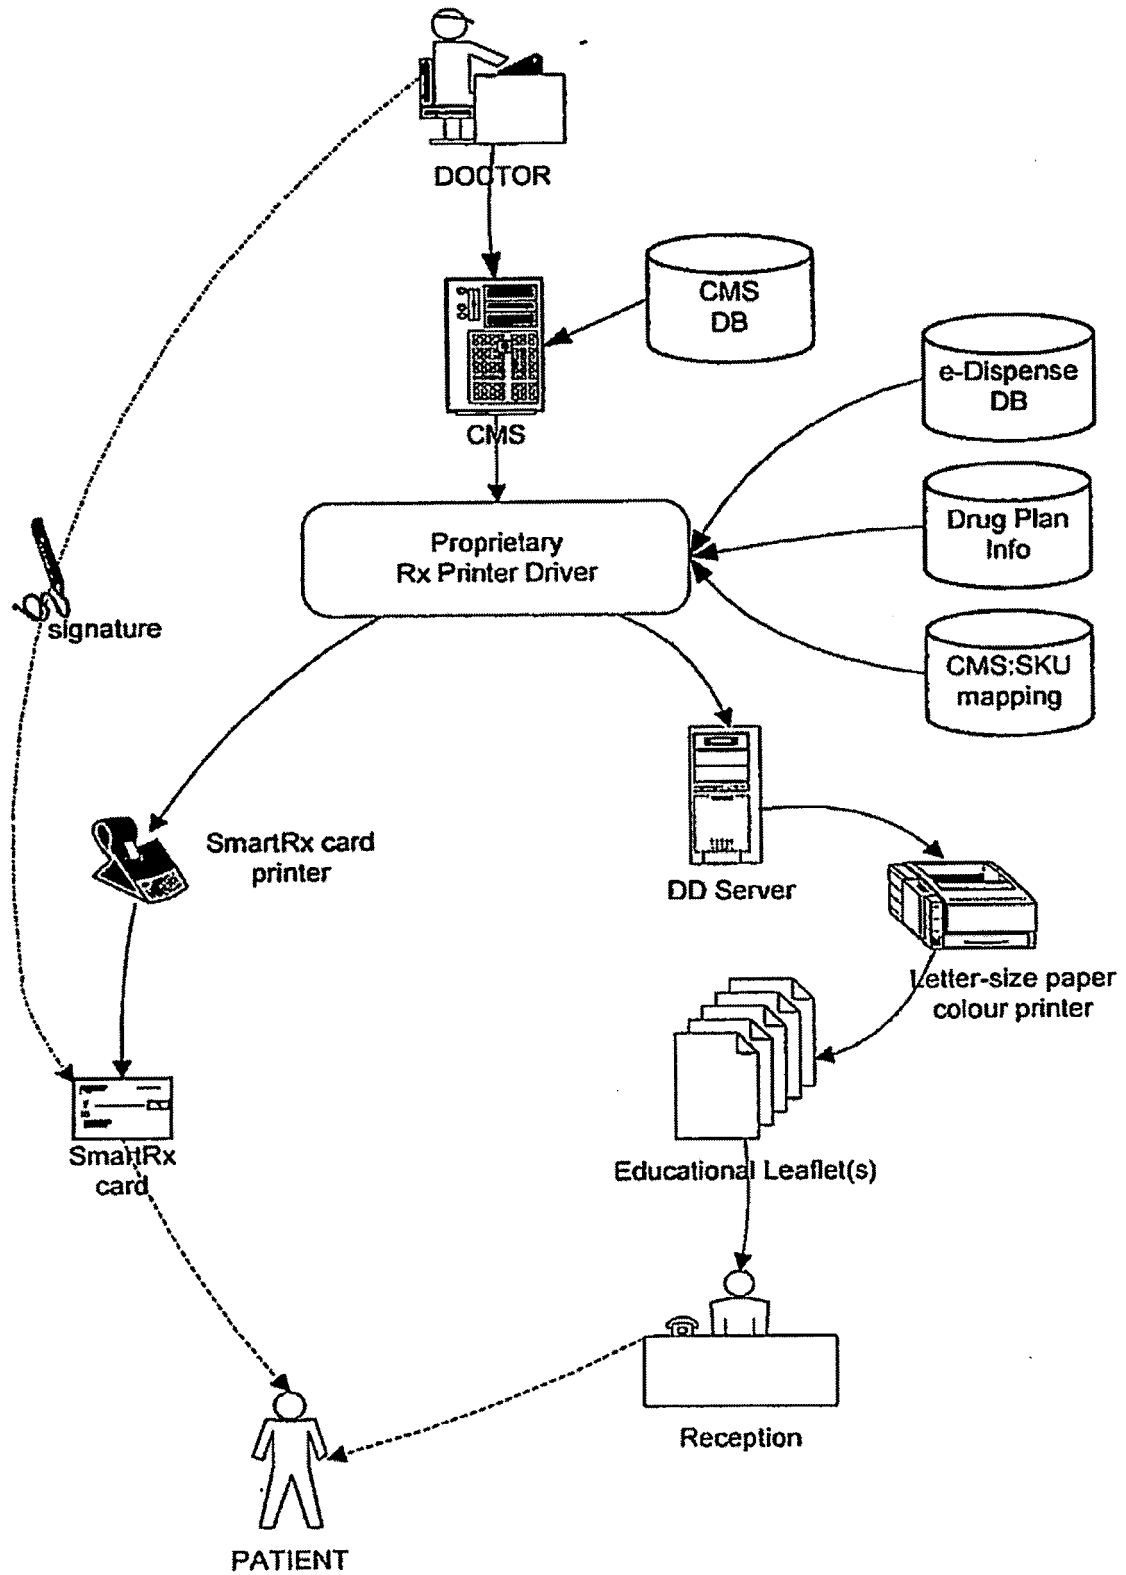 DOCTOR
CMS
DB
e-Dispense
DB
CMS
Proprietary
Rx Printer Driver
Drug Plan
Info
signature
CMS:SKU
mapping
SmartRx card
printer
DD Server
Letter-size paper
colour printer
SmartRx
card
Educational Leaflet(s)
Reception
PATIENT